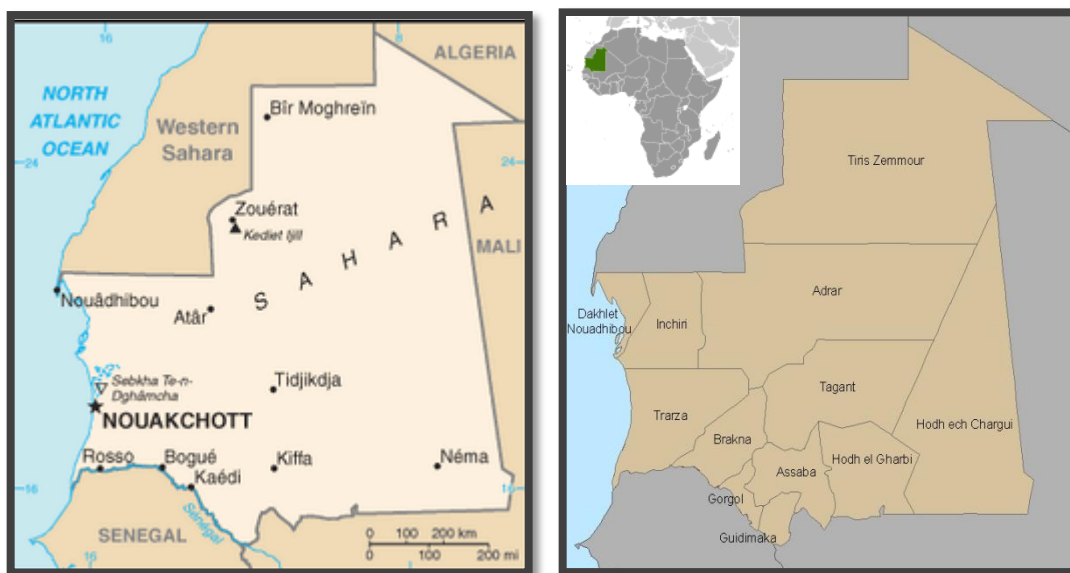 16
8
ALGERIA
NORTH
ATLANTIC
OCEAN
Bîr Moghreïn
Western
Sahara
24
24
Zouérat
Kediet Ijill
SAHARA
MALI
Nouâdhibou
Atâr
Sebkha Te-n-
Dghâmcha
Tidjikdja
NOUAKCHOTT
Rosso
Bogué
Kaédi
Kiffa
Néma
16
16
Sénégal
SENEGAL
0 100 200 km
0 100 200 mi
16
Tiris Zemmour
Adrar
Dakhlet
Nouadhibou
Inchiri
Tagant
Trarza
Hodh ech Chargui
Brakna
Hodh el Gharbi
Assaba
Gorgol
Guidimaka